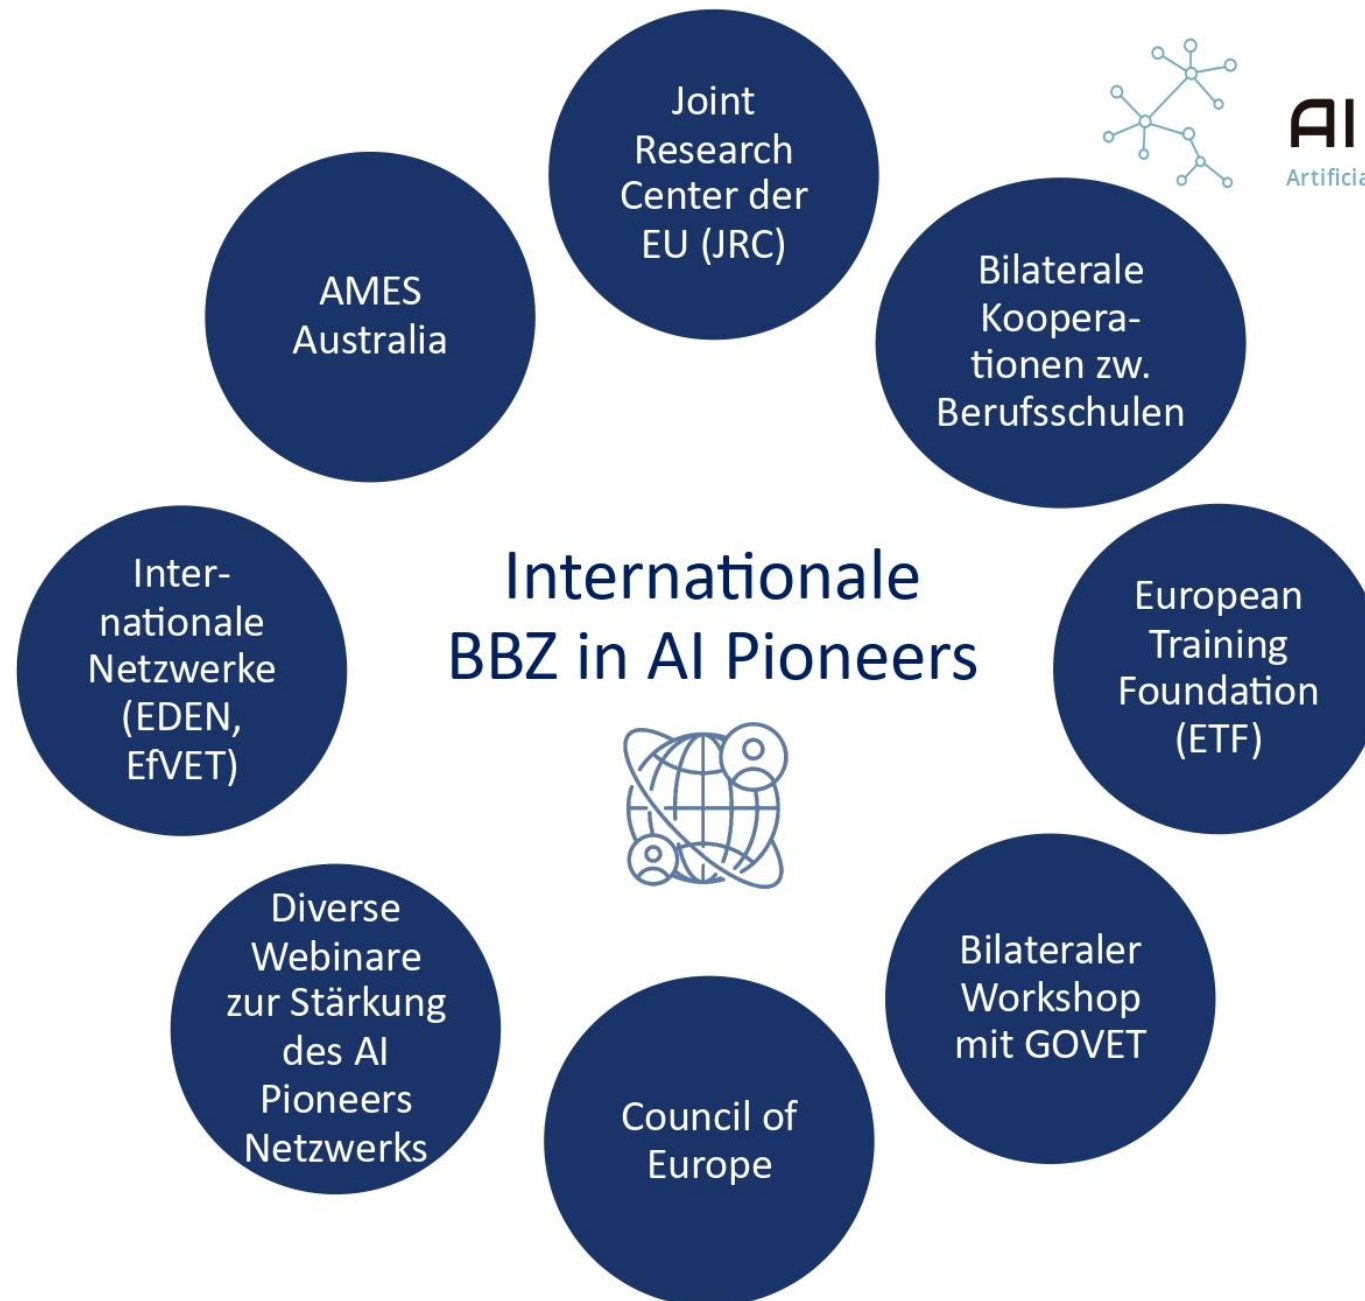 Joint
Research
Center der
EU (JRC)
AI
Artificia
Bilaterale
Koopera-
tionen zw.
Berufsschulen
European
Training
Foundation
(ETF)
Bilateraler
Workshop
mit GOVET
Council of
Europe
Diverse
Webinare
zur Stärkung
des AI
Pioneers
Netzwerks
Inter-
nationale
Netzwerke
(EDEN,
EfVET)
AMES
Australia
Internationale
BBZ in AI Pioneers